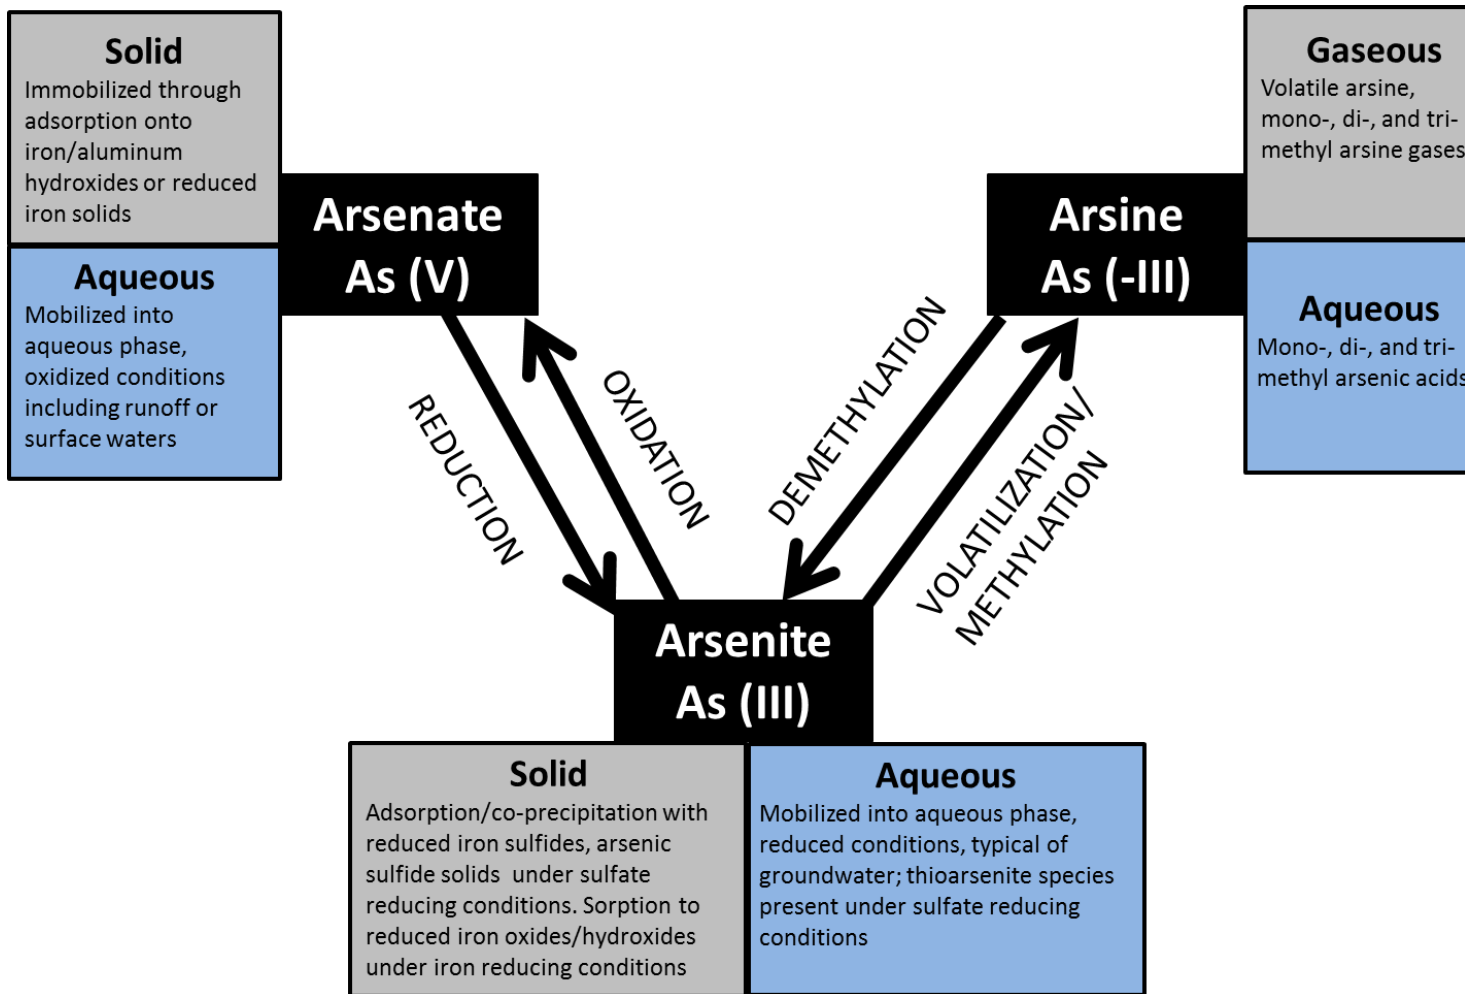 Solid
Immobilized through
adsorption onto
iron/aluminum
hydroxides or reduced
iron solids
Aqueous
Mobilized into
aqueous phase,
oxidized conditions
including runoff or
surface waters
Arsenate
As (V)
Gaseous
Volatile arsine,
mono-, di-, and tri-
methyl arsine gases
Aqueous
Mono-, di-, and tri-
methyl arsenic acids
Arsine
As (-III)
REDUCTION
OXIDATION
DEMETHYLATION
VOLATILIZATION/
METHYLATION
Arsenite
As (III)
Solid
Adsorption/co-precipitation with
reduced iron sulfides, arsenic
sulfide solids under sulfate
reducing conditions. Sorption to
reduced iron oxides/hydroxides
under iron reducing conditions
Aqueous
Mobilized into aqueous phase,
reduced conditions, typical of
groundwater; thioarsenite species
present under sulfate reducing
conditions